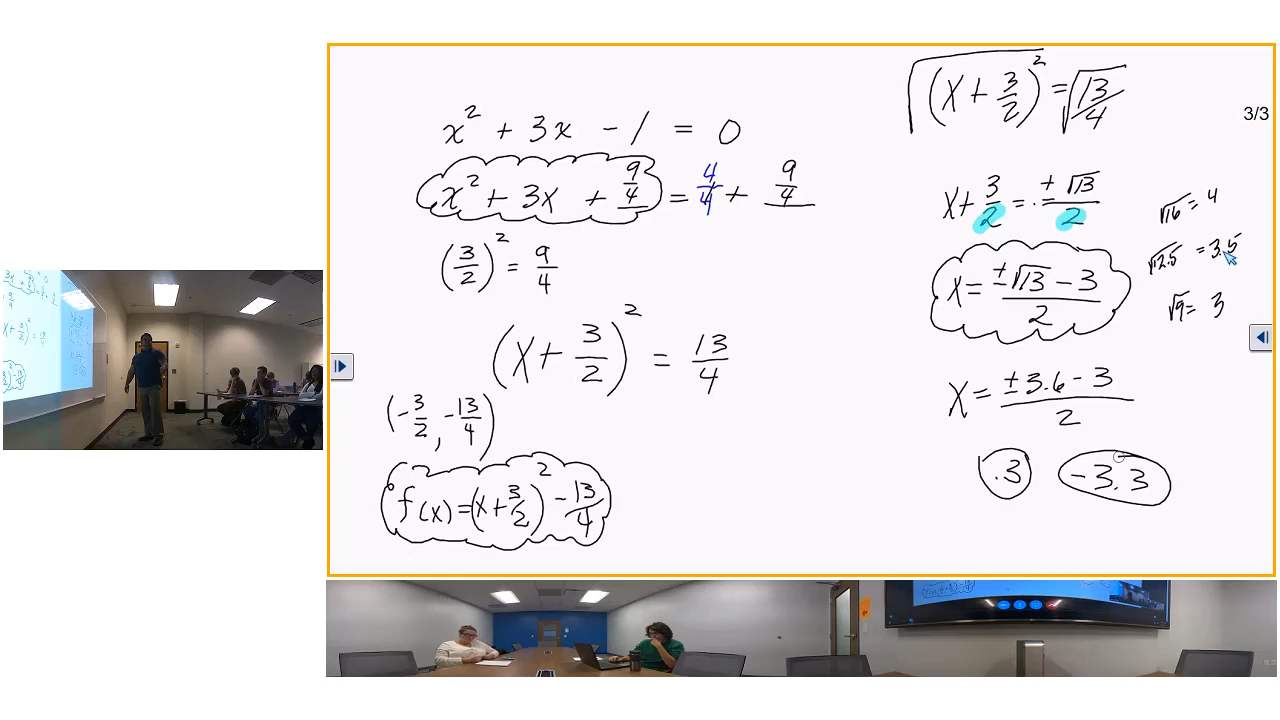 x² + 3x - 1 = 0
x² + 3x + 9/4 = 4/4 + 9/4
(3/2)² = 9/4
(x + 3/2)² = 13/4
(-3/2, -13/4)
f(x) = (x + 3/2)² - 13/4
√(x + 3/2)² = √13/4
3/3
x + 3/2 = ±√13/2
√16 = 4
√12.5 = 3.5
√9 = 3
x = ±√13 - 3/2
x = ±3.6 - 3/2
.3
-3.3